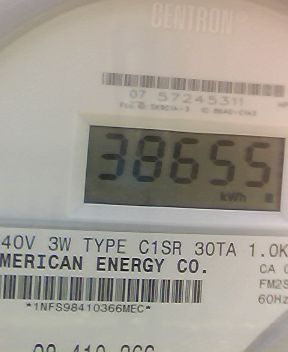 CENTRON®
07 57245311
38655
kWh
40V 3W TYPE C1SR 30TA 1.0K
MERICAN ENERGY CO.
CA
FM2S
60Hz
*1NFS98410366MEC*